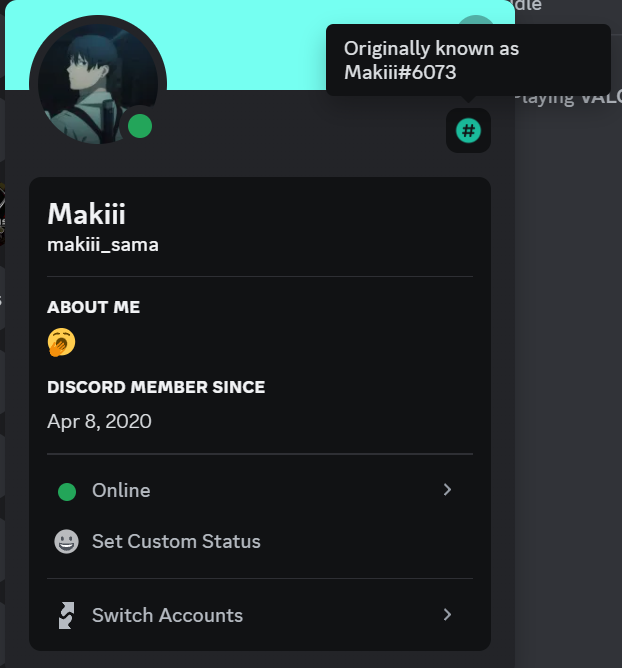 Originally known as
Makiii#6073
Playing VALO
#
Makiii
makiii_sama
ABOUT ME
DISCORD MEMBER SINCE
Apr 8, 2020
Online
Set Custom Status
Switch Accounts